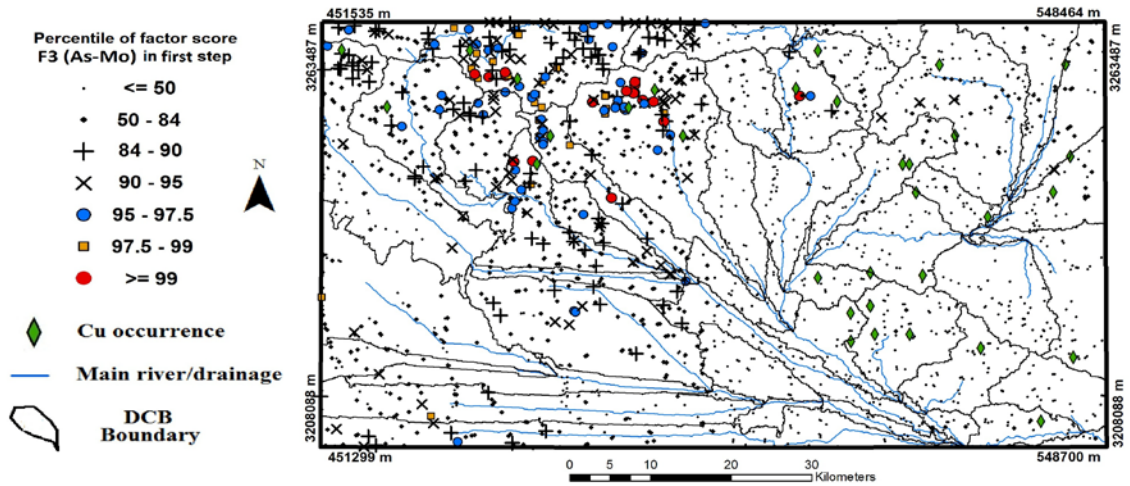 Percentile of factor score
F3 (As-Mo) in first step
<= 50
50 - 84
84 - 90
90 - 95
95 - 97.5
97.5 - 99
>= 99
Cu occurrence
Main river/drainage
DCB
Boundary
N
451535 m
548464 m
3263487 m
3263487 m
3208088 m
3208088 m
451299 m
548700 m
0 5 10 20 30
Kilometers